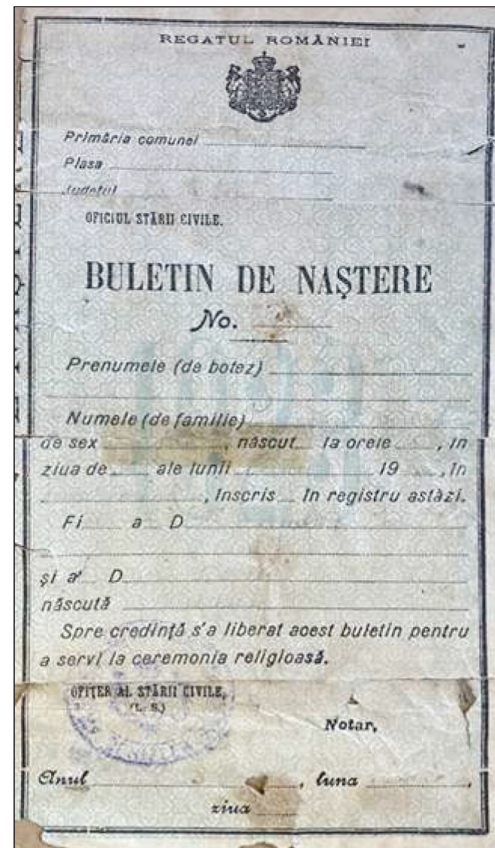 REGATUL ROMÂNIEI
Primăria comunei
Plasa
Județul
OFICIUL STĂRII CIVILE.
BULETIN DE NAȘTERE
No.
Prenumele (de botez)
Numele (de familie)
de sex , născut la orele , în
ziua de ale lunii 19 , în
, înscris în registru astăzi.
Fi a D
și a D
născută
Spre credință s'a liberat acest buletin pentru
a servi la ceremonia religioasă.
OFIȚER AL STĂRII CIVILE,
(L. S.)
Notar,
Anul , luna ,
ziua